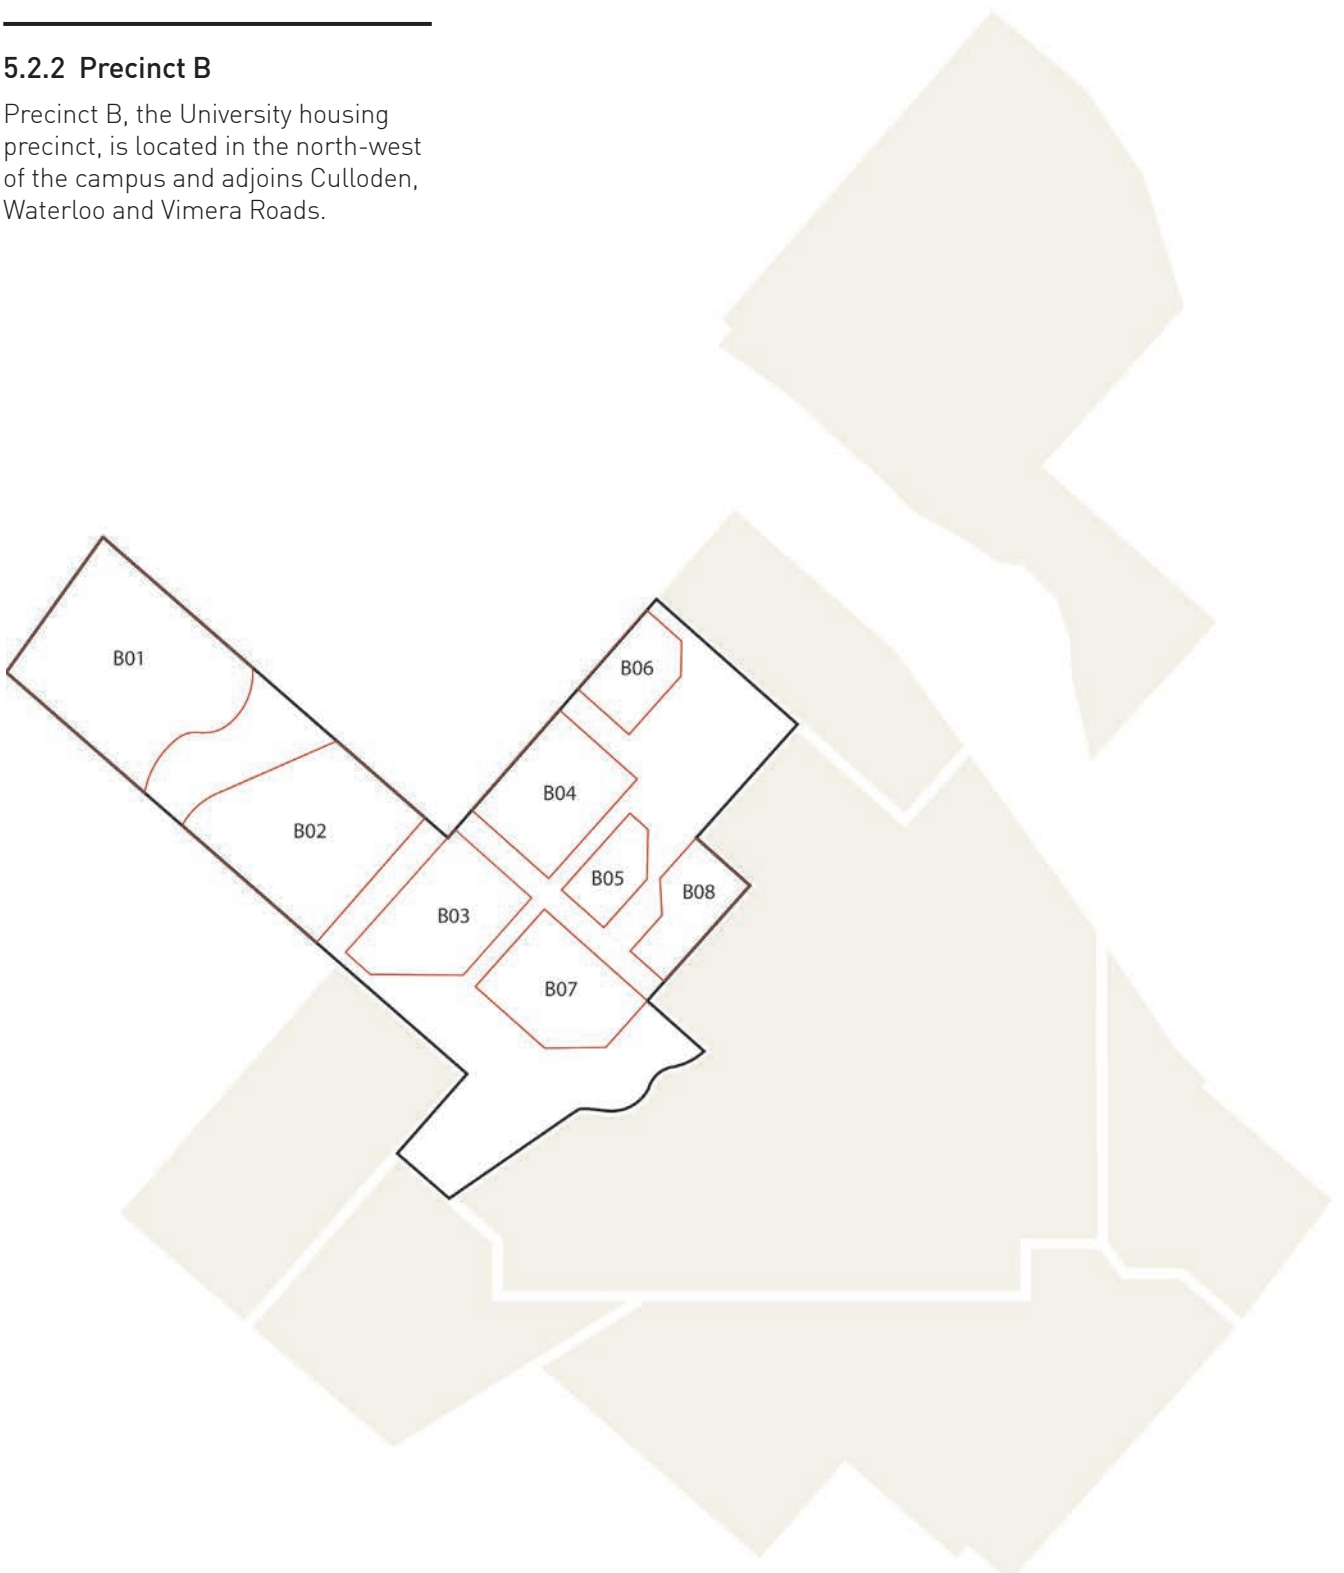 5.2.2 Precinct B
Precinct B, the University housing
precinct, is located in the north-west
of the campus and adjoins Culloden,
Waterloo and Vimera Roads.
B01
B06
B04
B02
B05
B08
B03
B07